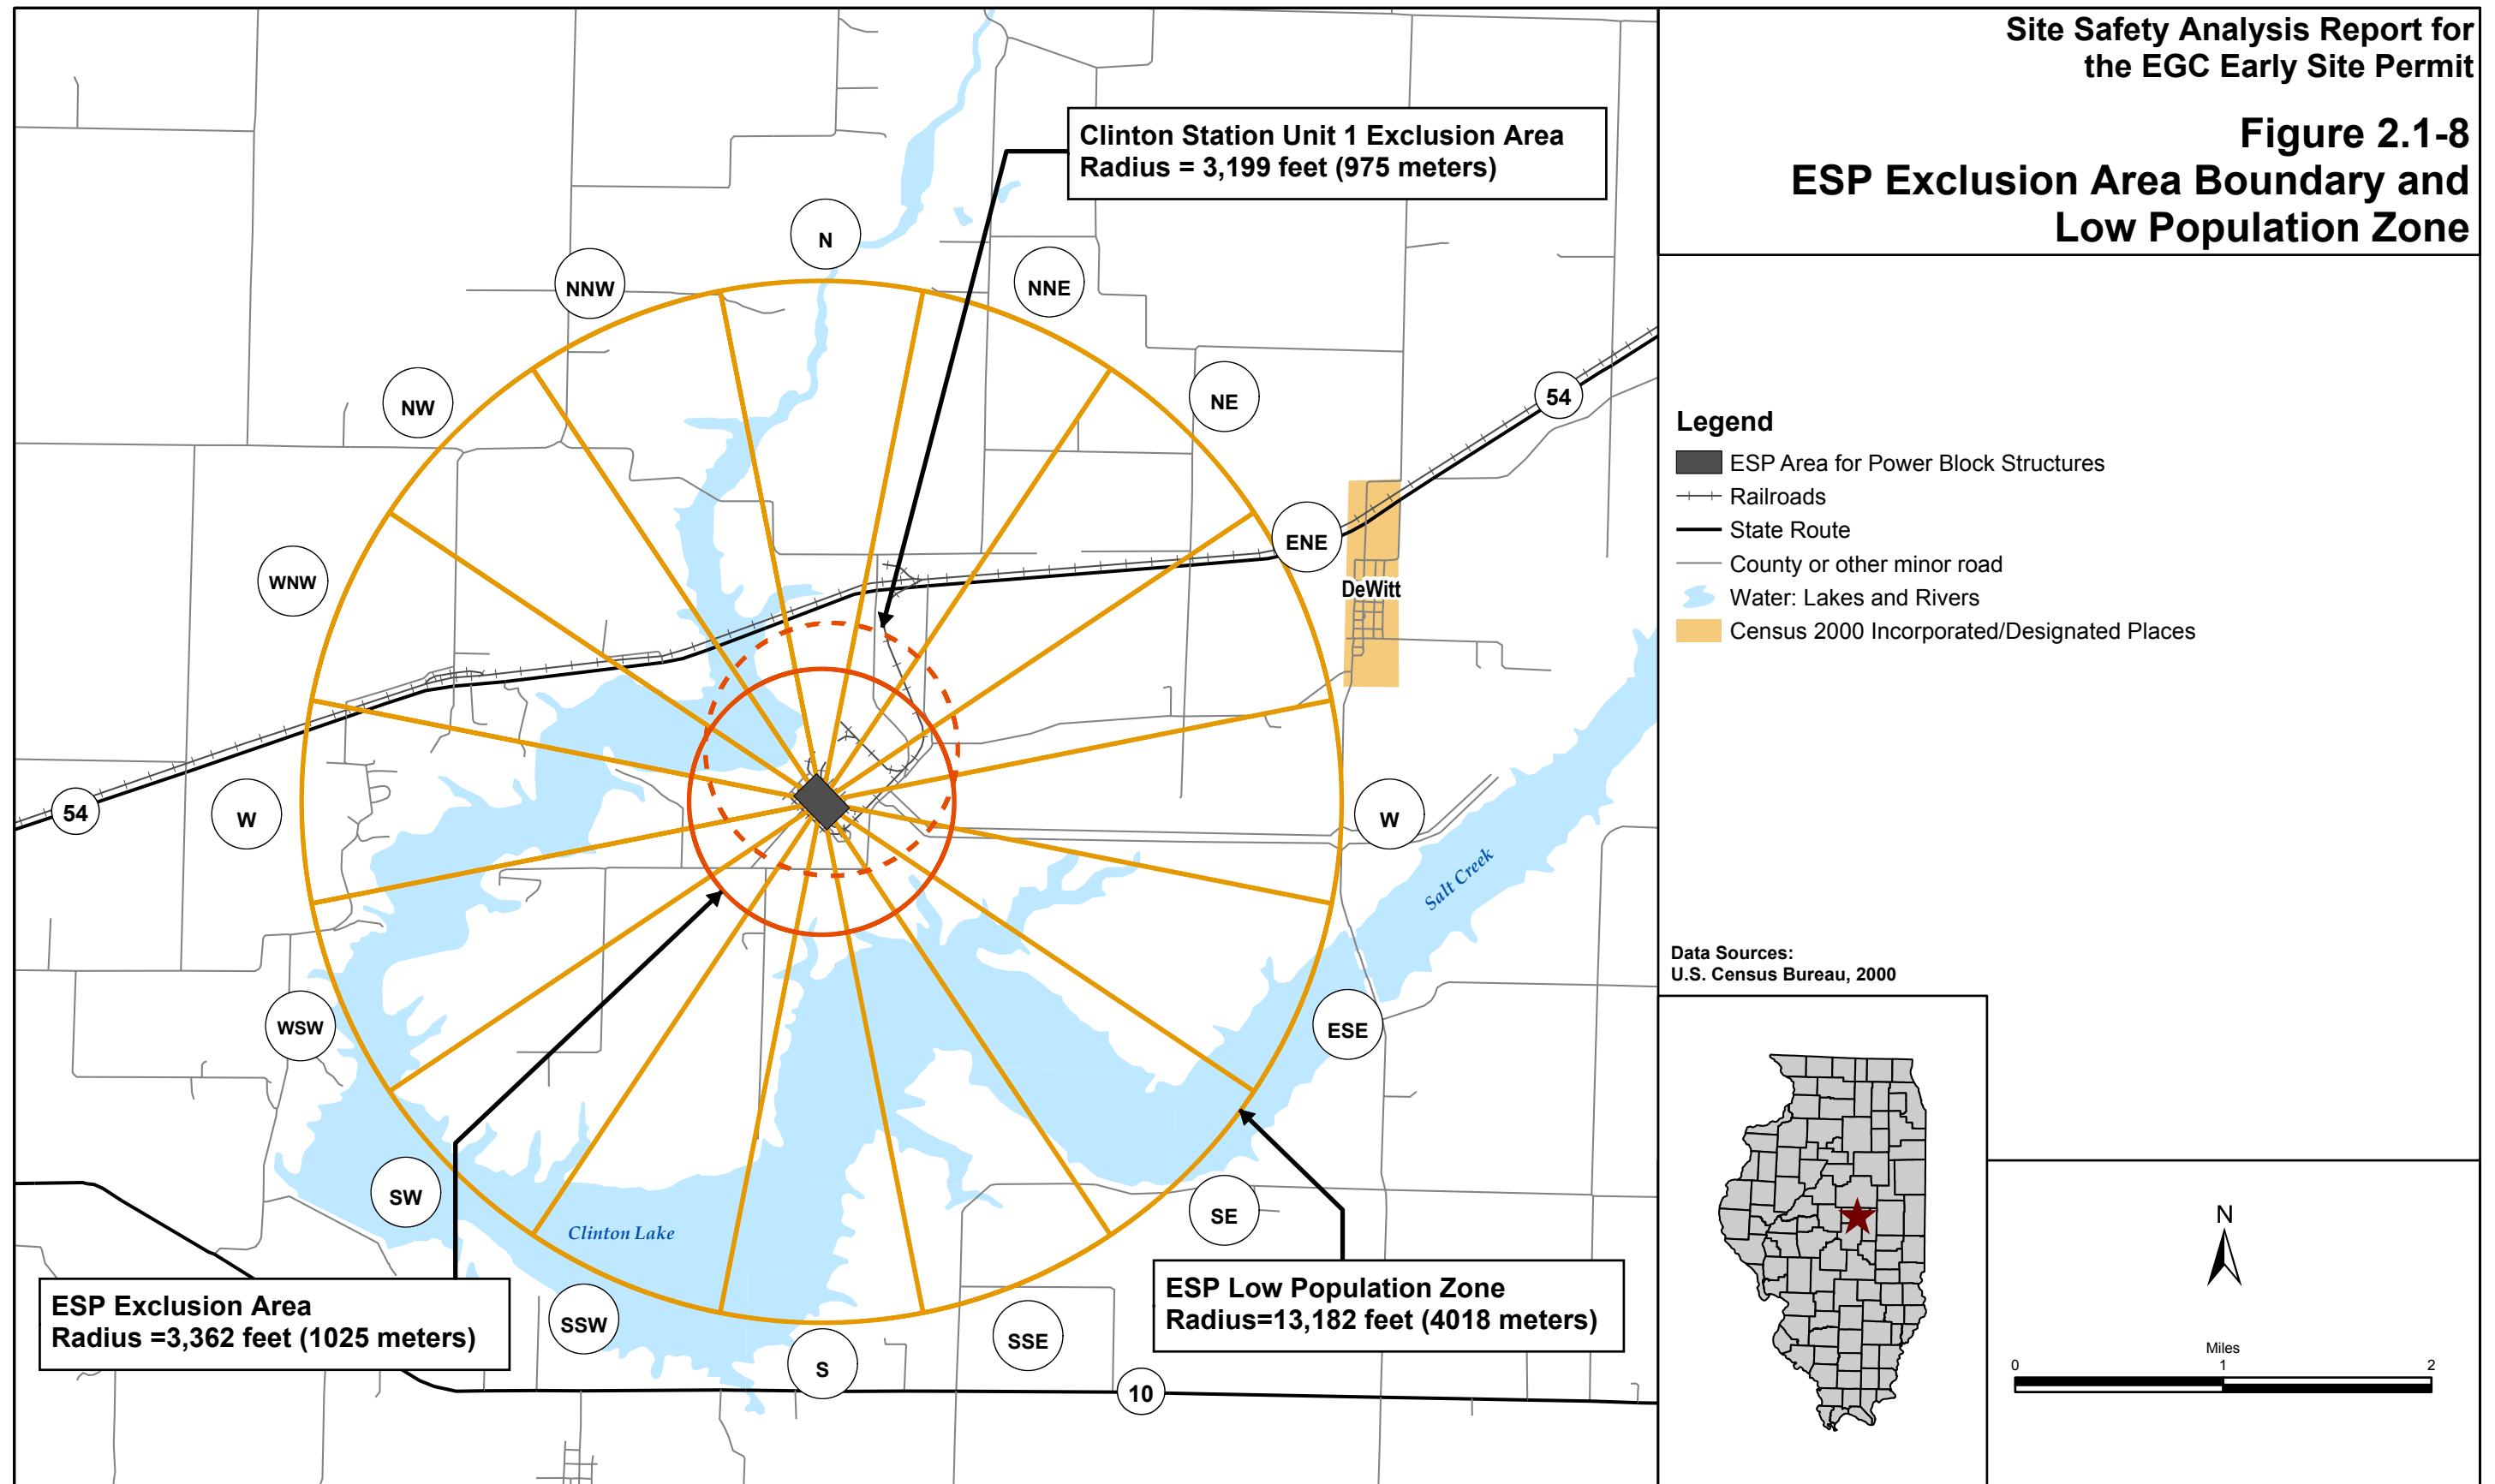 Site Safety Analysis Report for
the EGC Early Site Permit
Figure 2.1-8
ESP Exclusion Area Boundary and
Low Population Zone
Clinton Station Unit 1 Exclusion Area
Radius = 3,199 feet (975 meters)
N
NNW
NNE
NW
NE
54
ENE
WNW
DeWitt
W
54
W
Salt Creek
WSW
ESE
SW
SE
Clinton Lake
ESP Exclusion Area
Radius =3,362 feet (1025 meters)
ESP Low Population Zone
Radius=13,182 feet (4018 meters)
SSW
SSE
S
10
Legend
ESP Area for Power Block Structures
Railroads
State Route
County or other minor road
Water: Lakes and Rivers
Census 2000 Incorporated/Designated Places
Data Sources:
U.S. Census Bureau, 2000
N
Miles
0 1 2